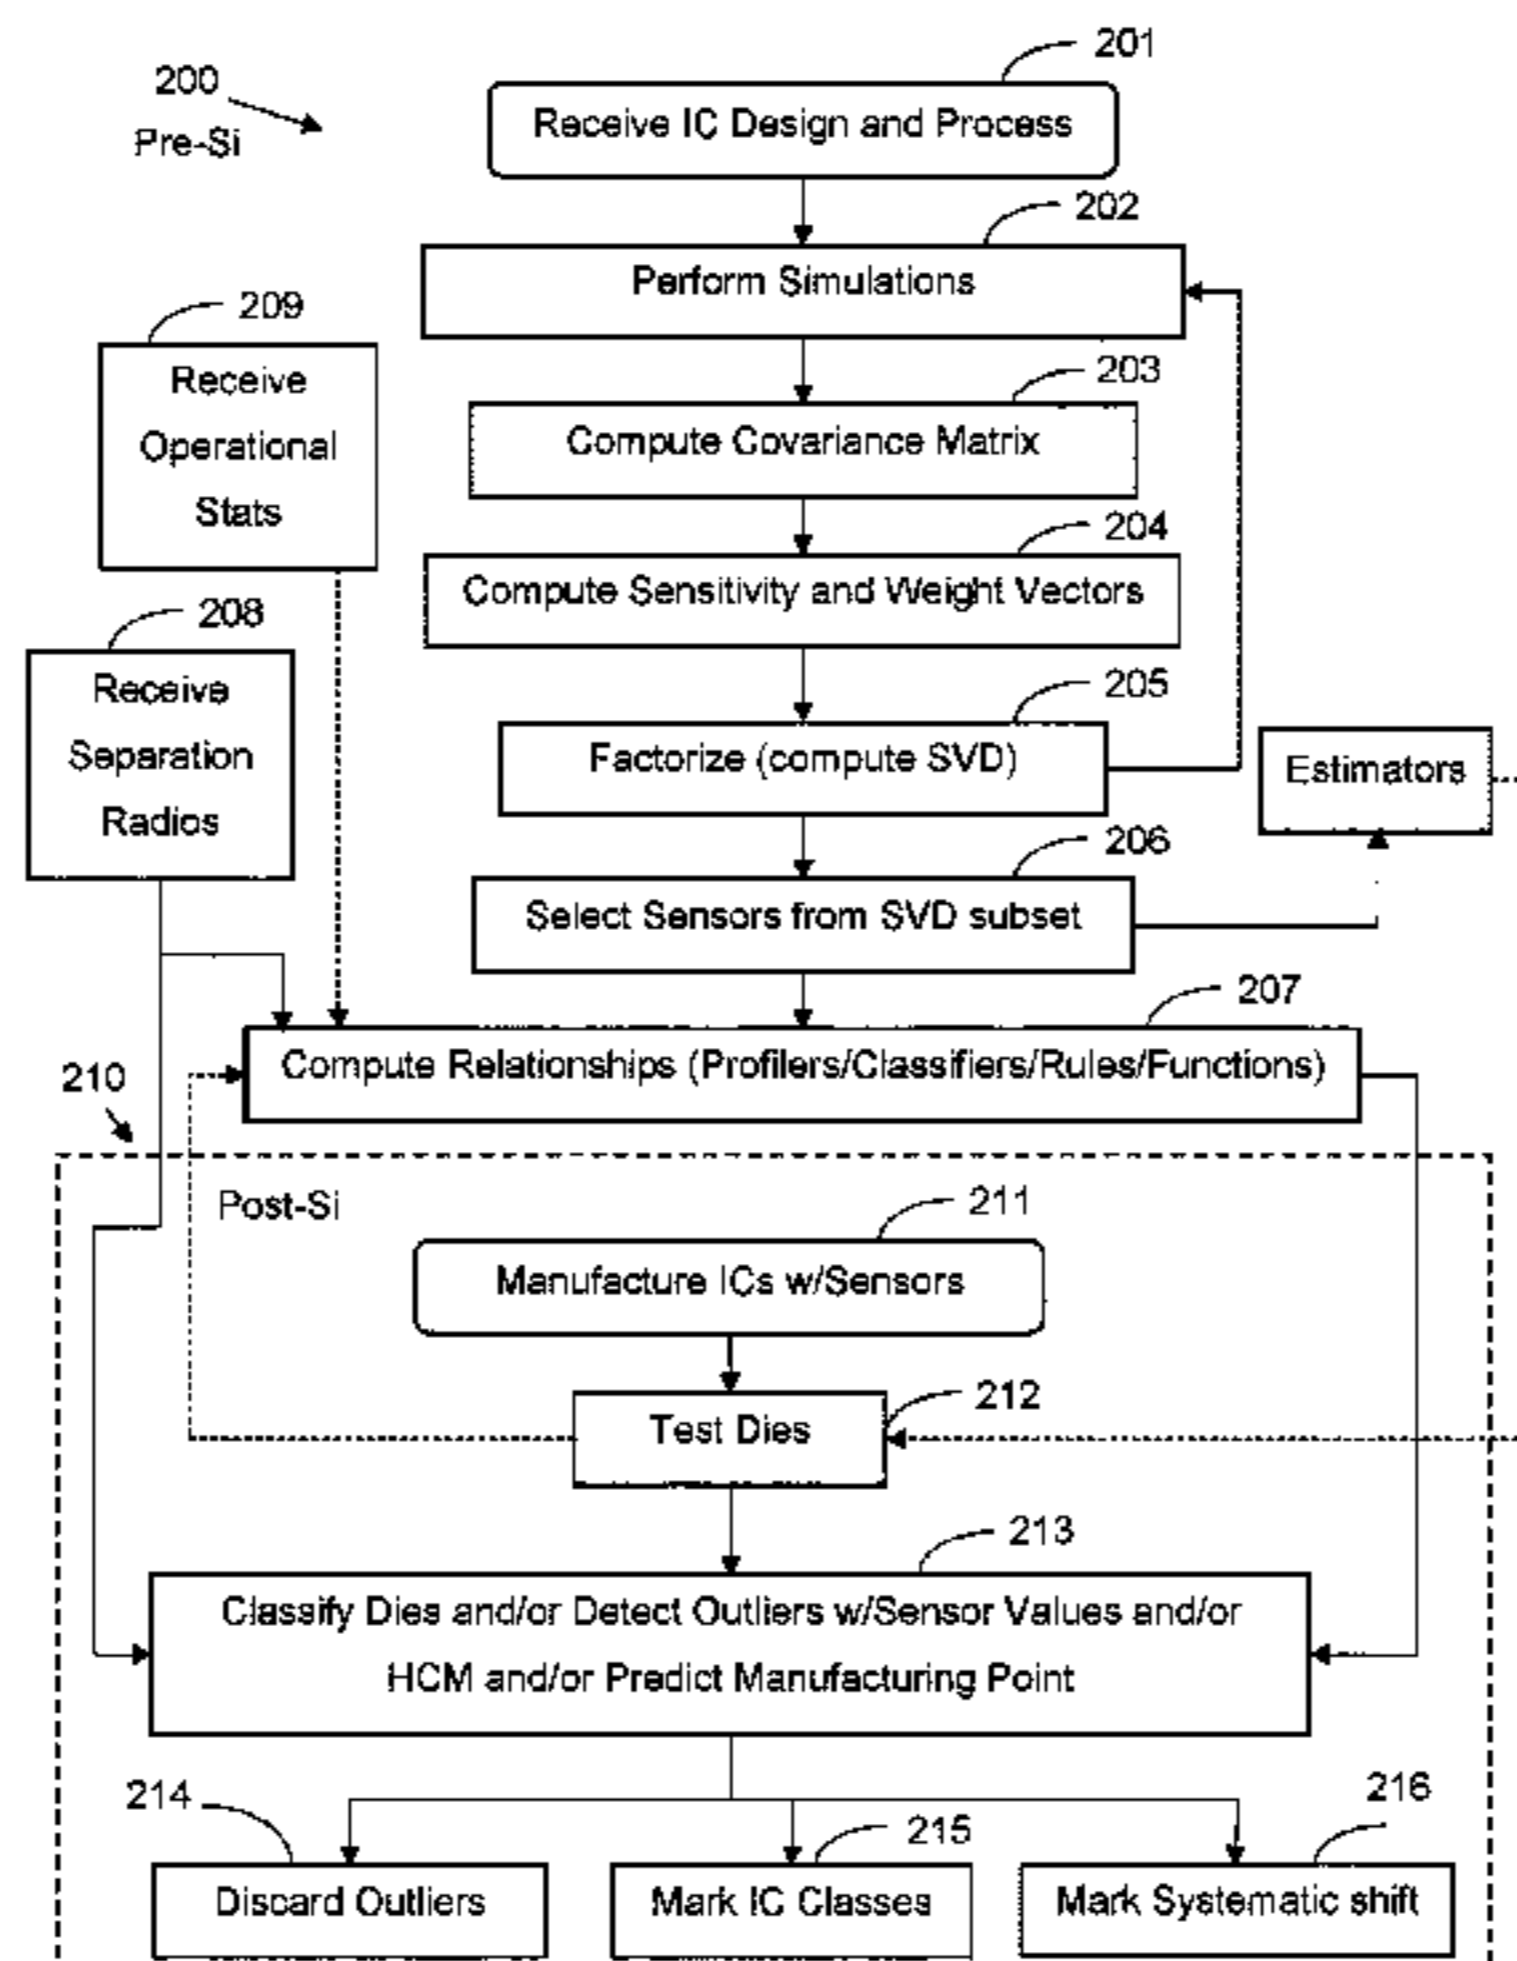 200
Pre-Si
201
Receive IC Design and Process
202
Perform Simulations
209
Receive
Operational
Stats
203
Compute Covariance Matrix
204
Compute Sensitivity and Weight Vectors
208
Receive
Separation
Radios
205
Factorize (compute SVD)
Estimators
206
Select Sensors from SVD subset
207
Compute Relationships (Profilers/Classifiers/Rules/Functions)
210
Post-Si
211
Manufacture ICs w/Sensors
212
Test Dies
213
Classify Dies and/or Detect Outliers w/Sensor Values and/or
HCM and/or Predict Manufacturing Point
214
Discard Outliers
215
Mark IC Classes
216
Mark Systematic shift